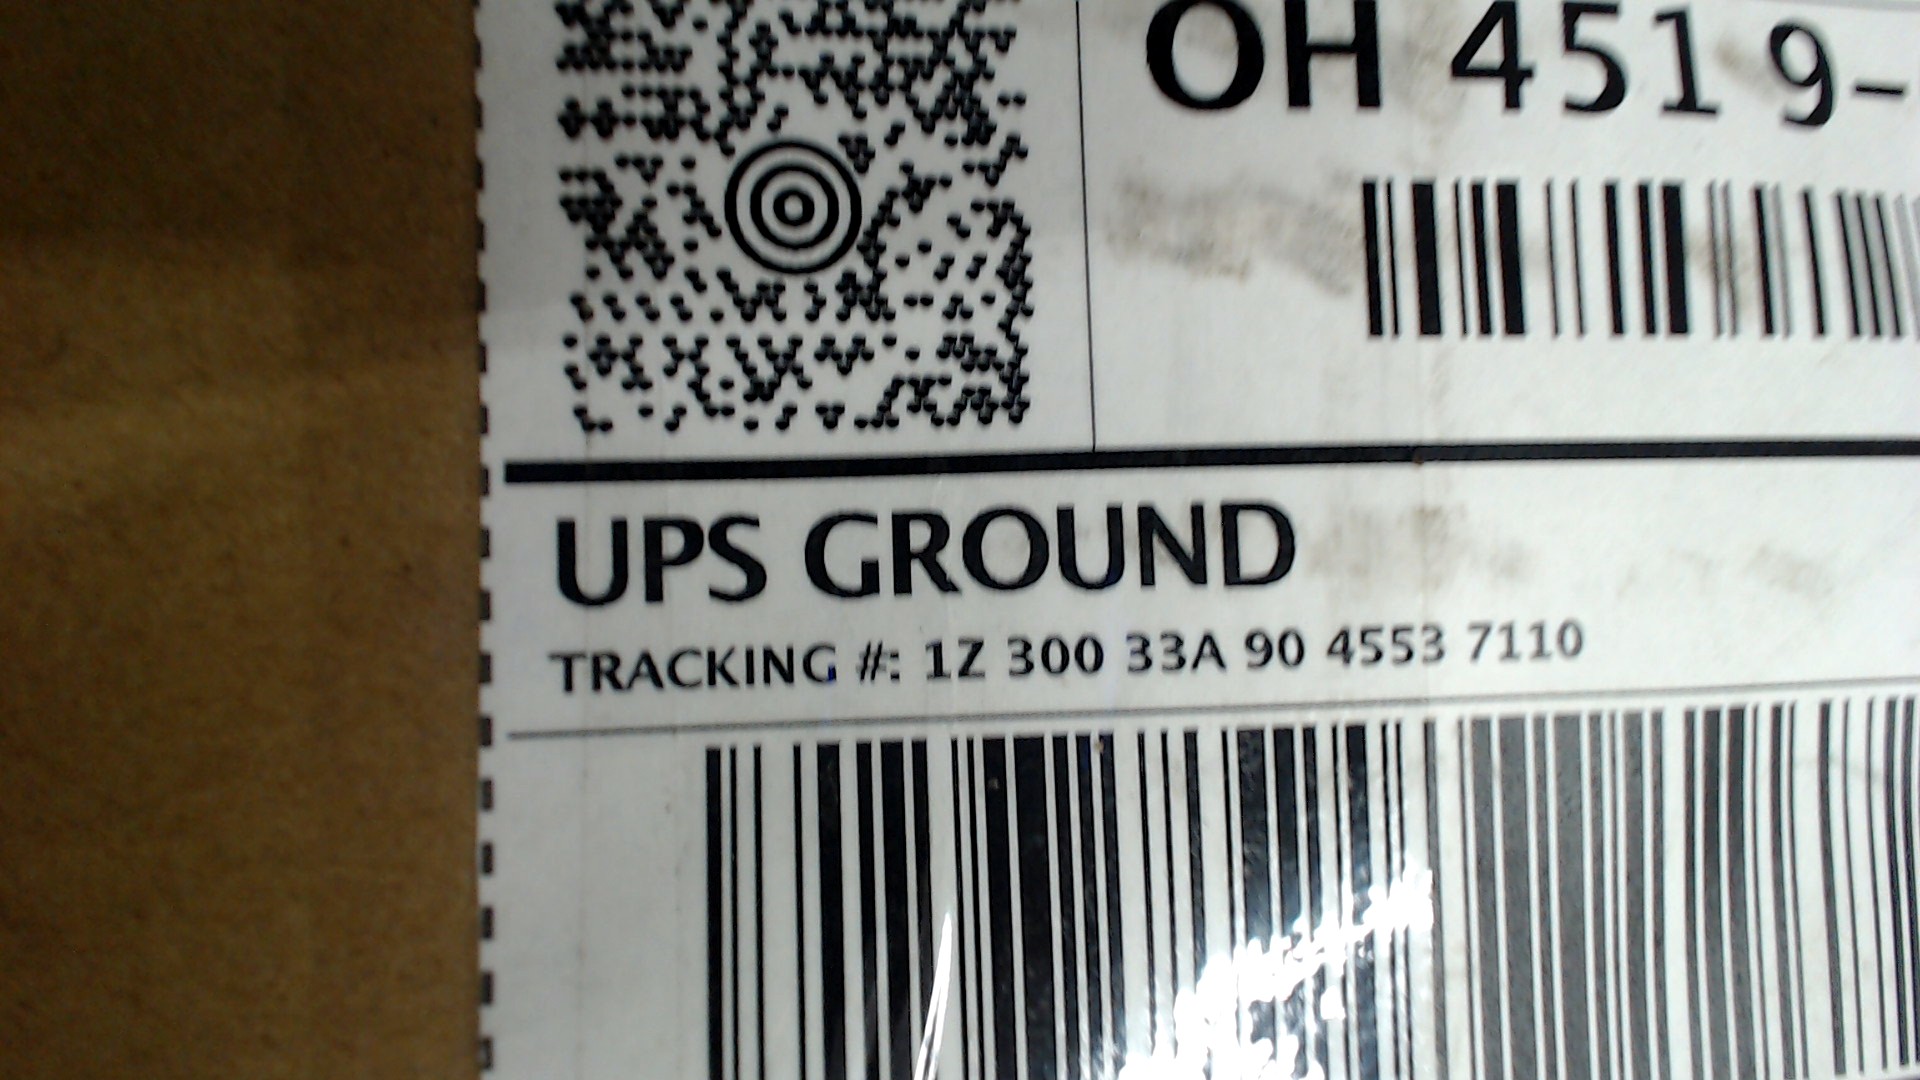 OH 451 9-
UPS GROUND
TRACKING #: 1Z 300 33A 90 4553 7110